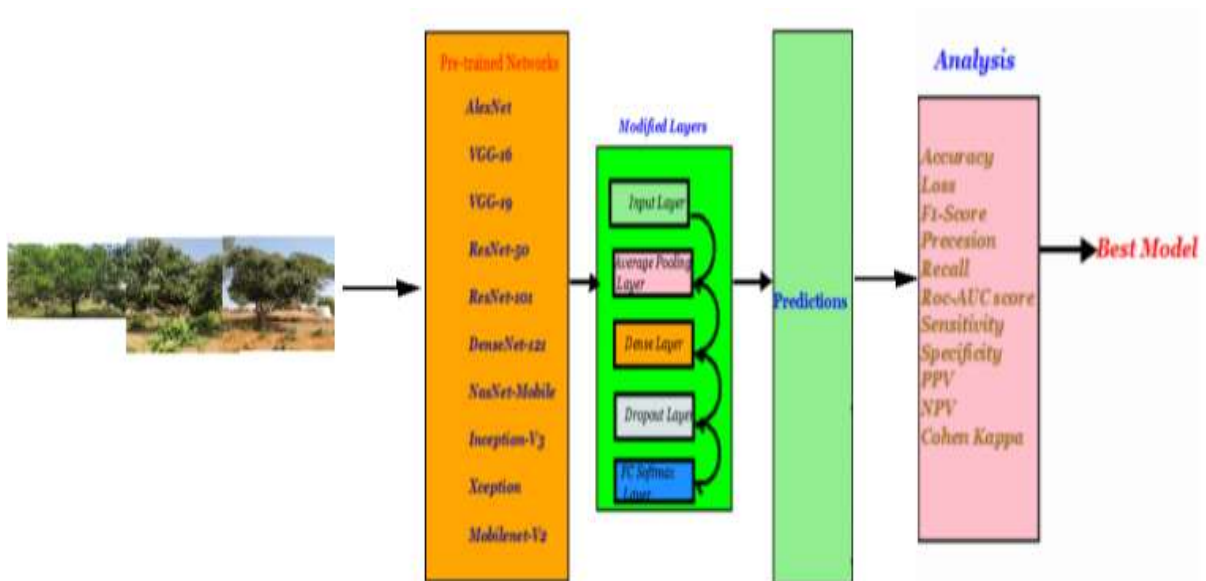 Pre-trained Networks
AlexNet
VGG-16
VGG-19
ResNet-50
ResNet-101
DenseNet-121
NasNet-Mobile
Inception-V3
Xception
Mobilenet-V2
Modified Layers
Input Layer
Average Pooling
Layer
Dense Layer
Dropout Layer
FC Softmax
Layer
Predictions
Analysis
Accuracy
Loss
F1-Score
Precesion
Recall
Roc-AUC score
Sensitivity
Specificity
PPV
NPV
Cohen Kappa
Best Model